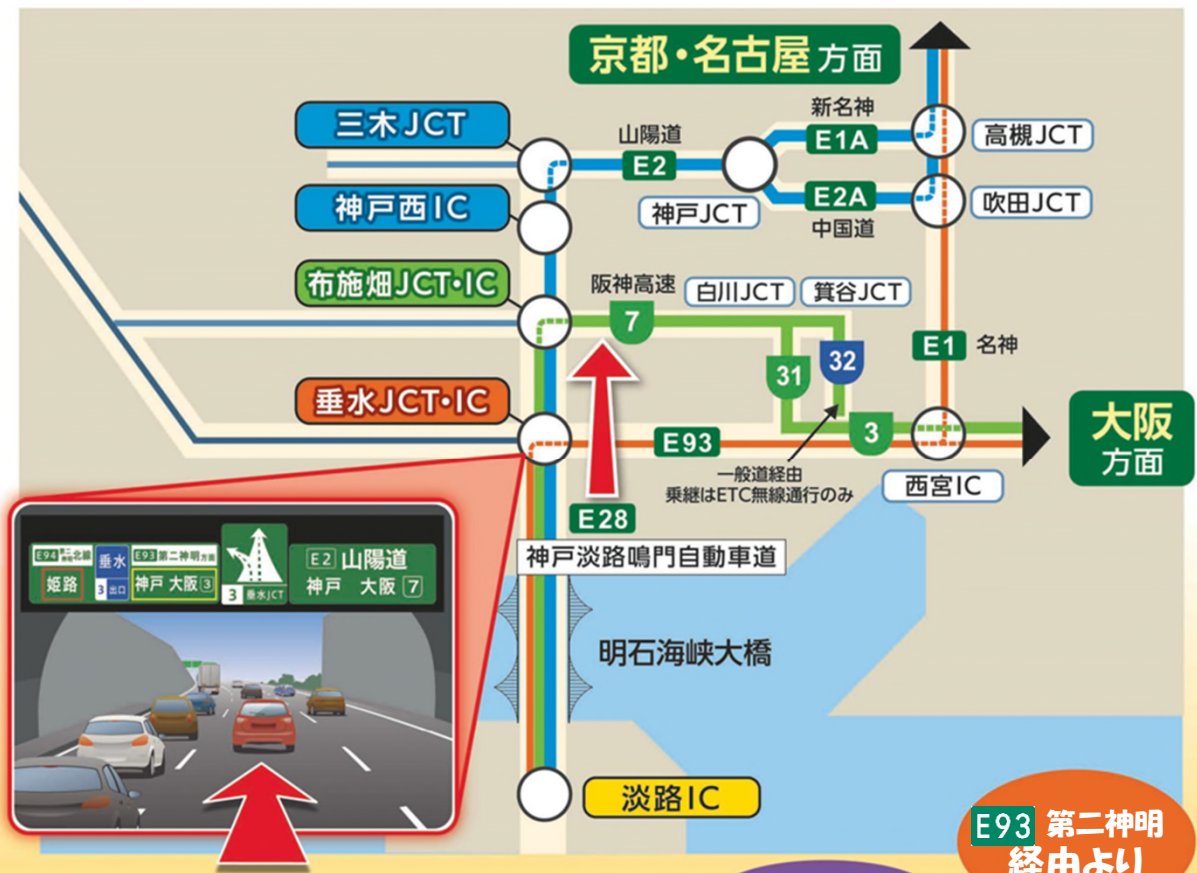 京都・名古屋 方面
三木JCT
山陽道
E2
新名神
E1A
高槻JCT
神戸西IC
神戸JCT
E2A
中国道
吹田JCT
布施畑JCT・IC
阪神高速
白川JCT
箕谷JCT
7
31
32
E1 名神
垂水JCT・IC
E93
3
大阪
方面
一般道経由
乗継はETC無線通行のみ
西宮IC
E28
神戸淡路鳴門自動車道
E94 第二神明北線
姫路
垂水
3 出口
E93 第二神明方面
神戸 大阪 3
3 垂水JCT
E2 山陽道
神戸 大阪 7
明石海峡大橋
淡路IC
E93 第二神明
経由より